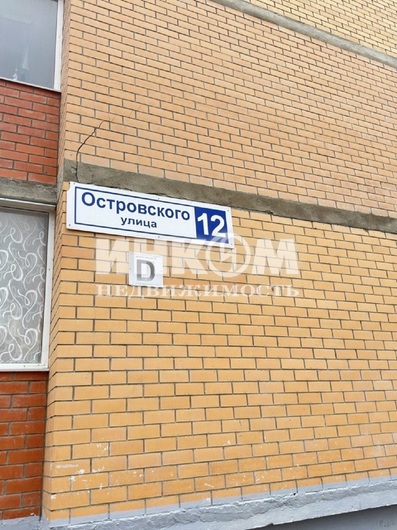 Островского
улица
12
ИНКОМ
НЕДВИЖИМОСТЬ
D